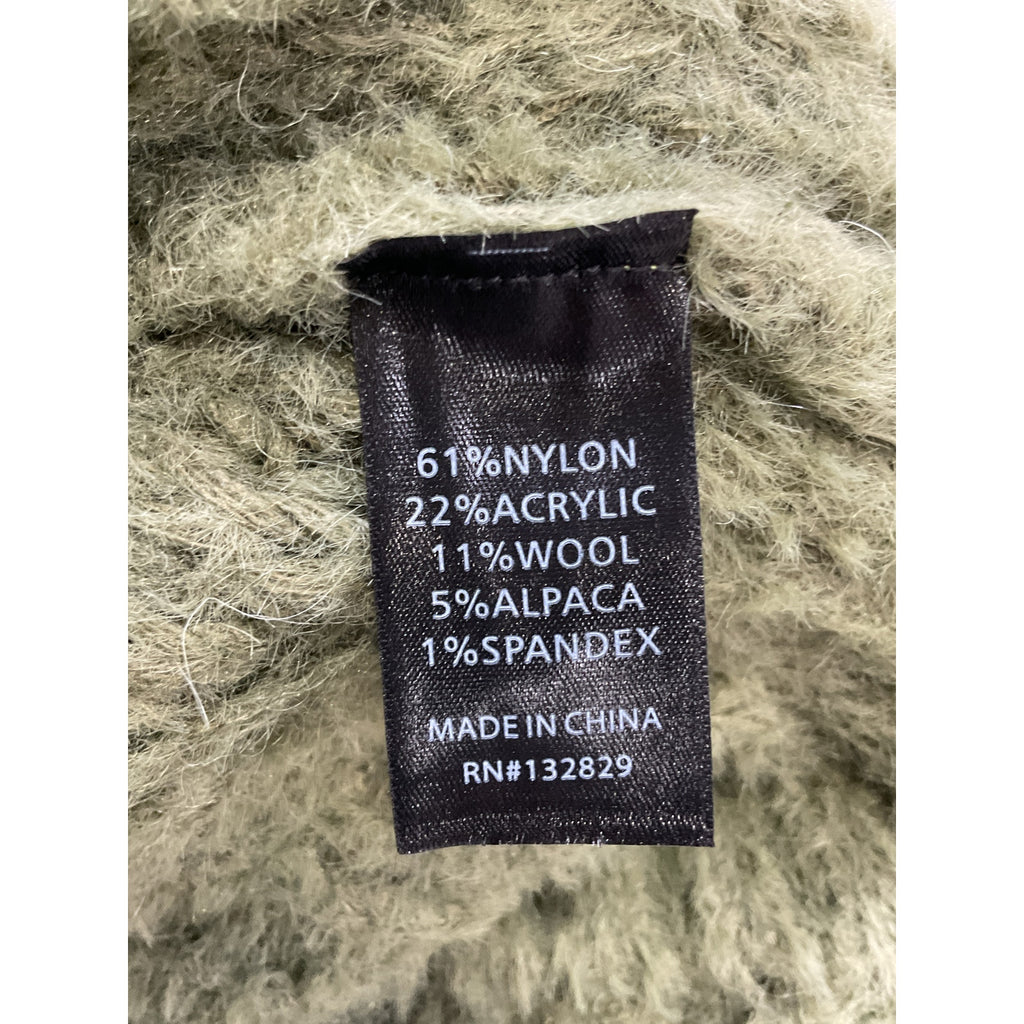 61%NYLON
22%ACRYLIC
11%WOOL
5%ALPACA
1%SPANDEX
MADE IN CHINA
RN#132829